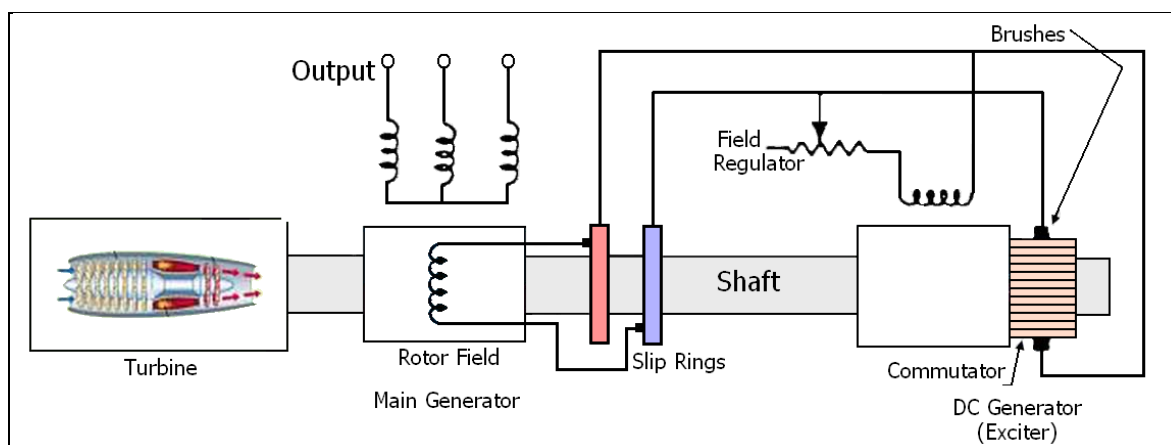 Brushes
Output
Field
Regulator
Shaft
Turbine
Rotor Field
Slip Rings
Commutator
Main Generator
DC Generator
(Exciter)